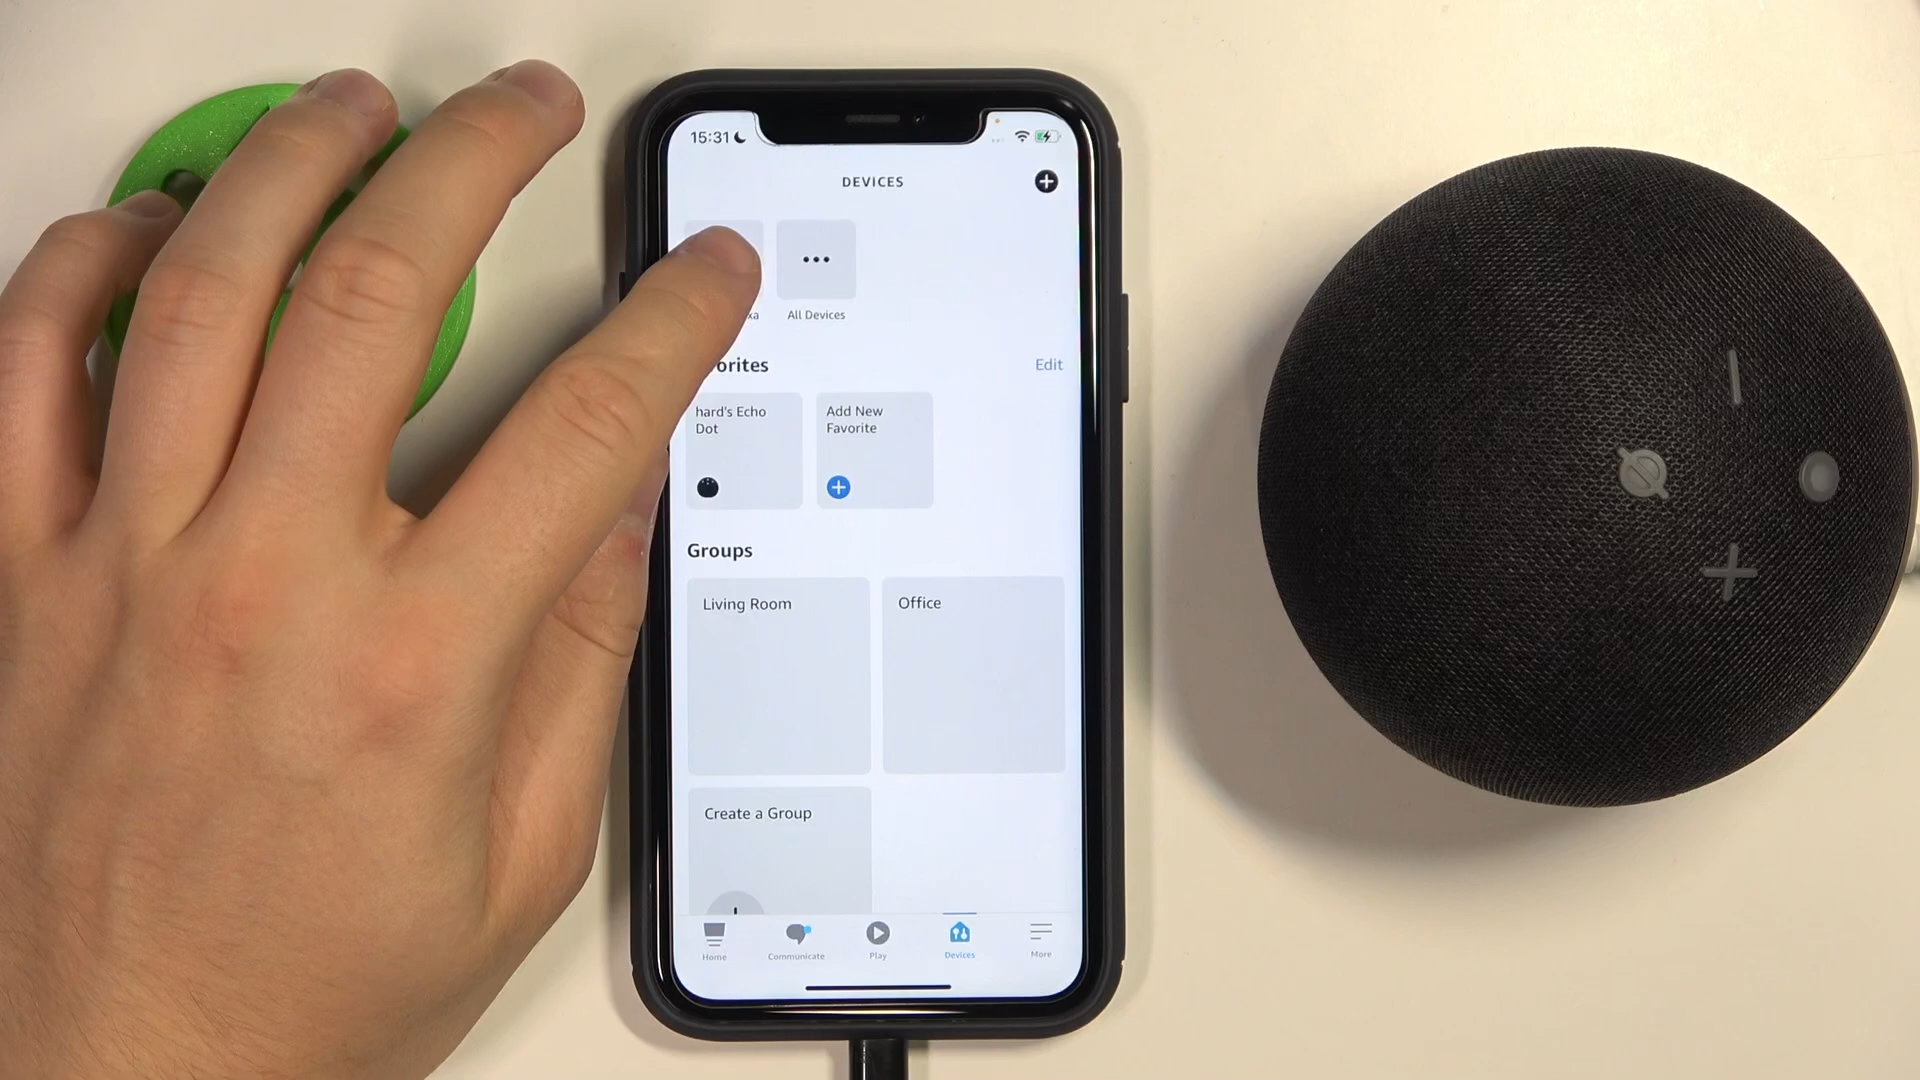 15:31
DEVICES
All Devices
Edit
hard's Echo
Dot
Add New
Favorite
Groups
Living Room
Office
Create a Group
Home
Communicate
Play
Devices
More